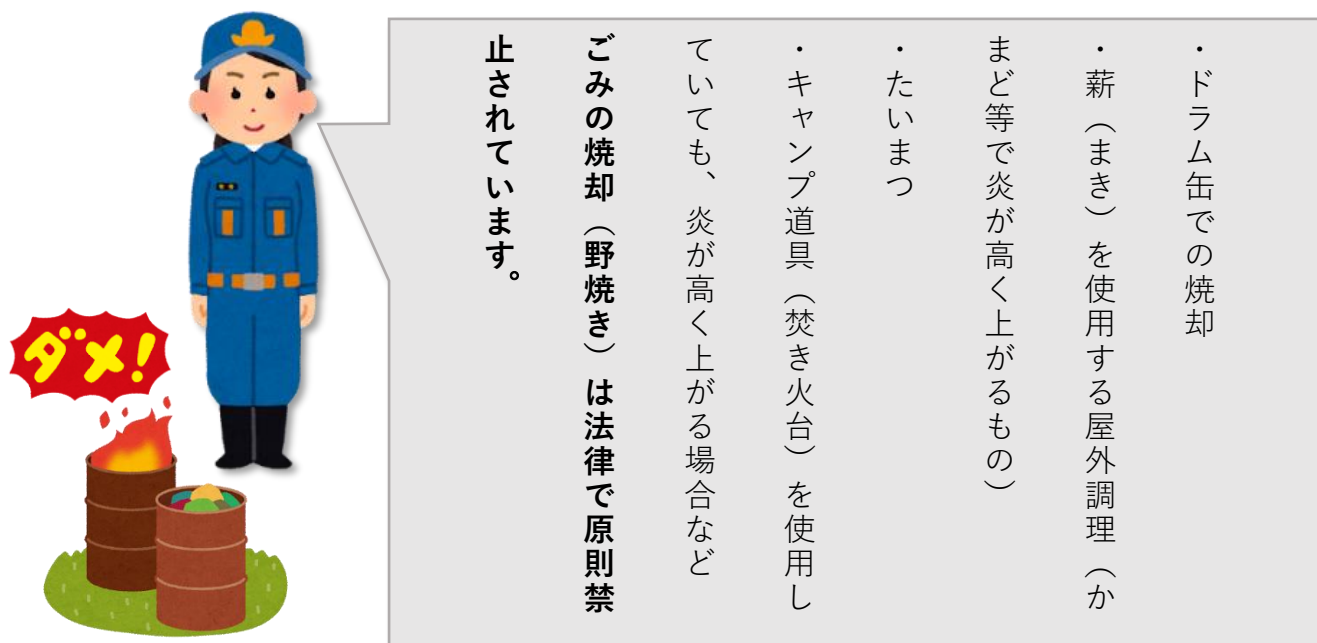 ・ドラム缶での焼却
・薪（まき）を使用する屋外調理（か
まど等で炎が高く上がるもの）
・たいまつ
・キャンプ道具（焚き火台）を使用し
ていても、炎が高く上がる場合など
ごみの焼却（野焼き）は法律で原則禁
止されています。
ダメ！